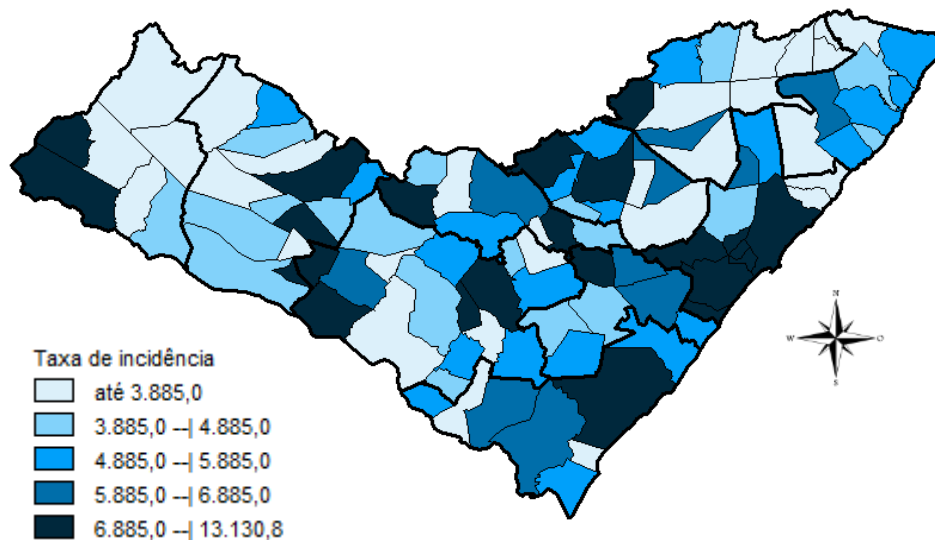 N
W
O
S
Taxa de incidência
até 3.885,0
3.885,0 --| 4.885,0
4.885,0 --| 5.885,0
5.885,0 --| 6.885,0
6.885,0 --| 13.130,8